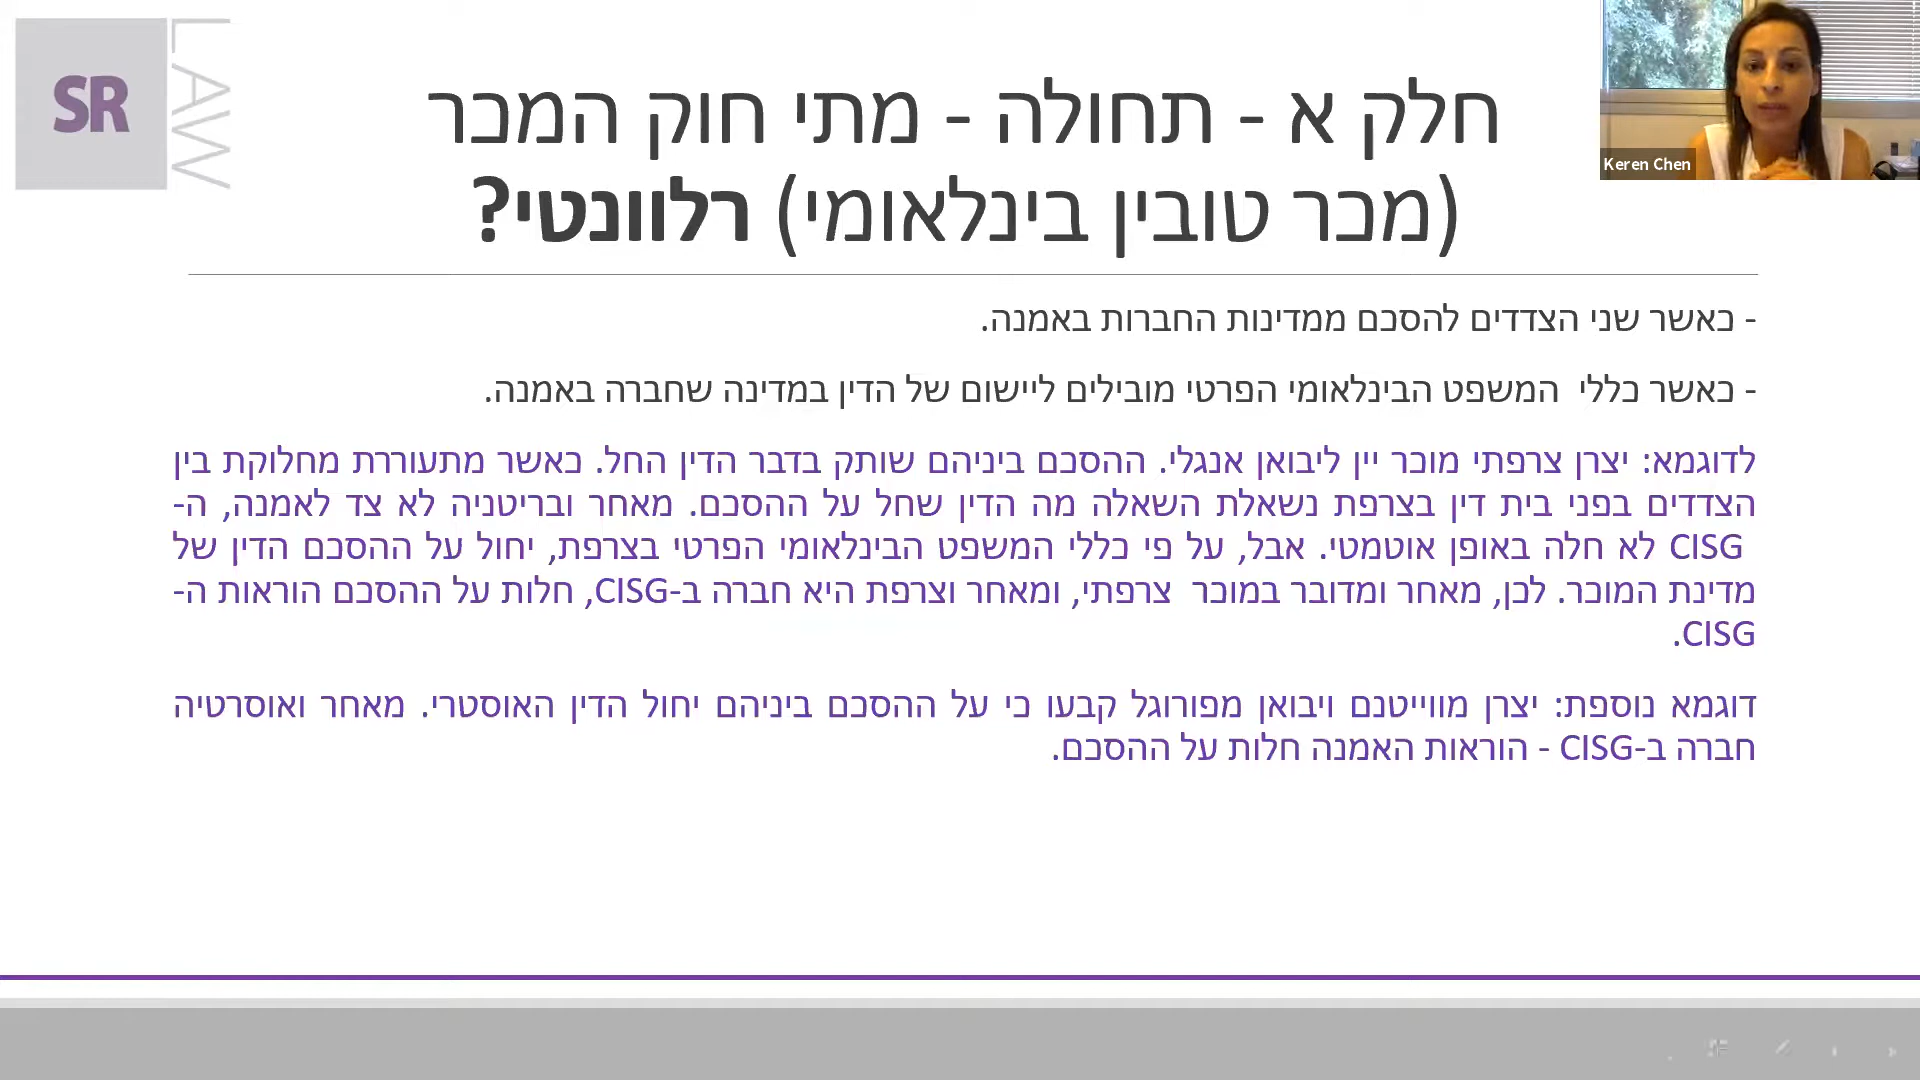 SR
LAW
חלק א - תחולה - מתי חוק המכר
(מכר טובין בינלאומי) רלוונטי?
Keren Chen
- כאשר שני הצדדים להסכם ממדינות החברות באמנה.
- כאשר כללי המשפט הבינלאומי הפרטי מובילים ליישום של הדין במדינה שחברה באמנה.
לדוגמא: יצרן צרפתי מוכר יין ליבואן אנגלי. ההסכם ביניהם שותק בדבר הדין החל. כאשר מתעוררת מחלוקת בין
הצדדים בפני בית דין בצרפת נשאלת השאלה מה הדין שחל על ההסכם. מאחר ובריטניה לא צד לאמנה, ה-
CISG לא חלה באופן אוטמטי. אבל, על פי כללי המשפט הבינלאומי הפרטי בצרפת, יחול על ההסכם הדין של
מדינת המוכר. לכן, מאחר ומדובר במוכר צרפתי, ומאחר וצרפת היא חברה ב-CISG, חלות על ההסכם הוראות ה-
CISG.
דוגמא נוספת: יצרן מווייטנם ויבואן מפורוגל קבעו כי על ההסכם ביניהם יחול הדין האוסטרי. מאחר ואוסרטיה
חברה ב-CISG - הוראות האמנה חלות על ההסכם.